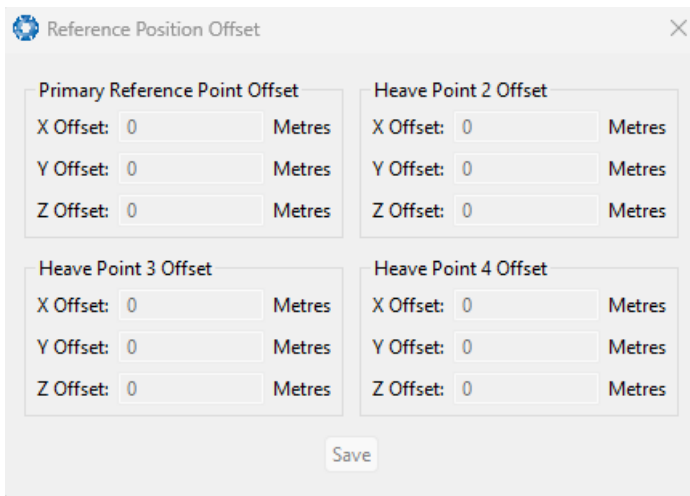 Reference Position Offset
Primary Reference Point Offset
X Offset: 0 Metres
Y Offset: 0 Metres
Z Offset: 0 Metres
Heave Point 2 Offset
X Offset: 0 Metres
Y Offset: 0 Metres
Z Offset: 0 Metres
Heave Point 3 Offset
X Offset: 0 Metres
Y Offset: 0 Metres
Z Offset: 0 Metres
Heave Point 4 Offset
X Offset: 0 Metres
Y Offset: 0 Metres
Z Offset: 0 Metres
Save